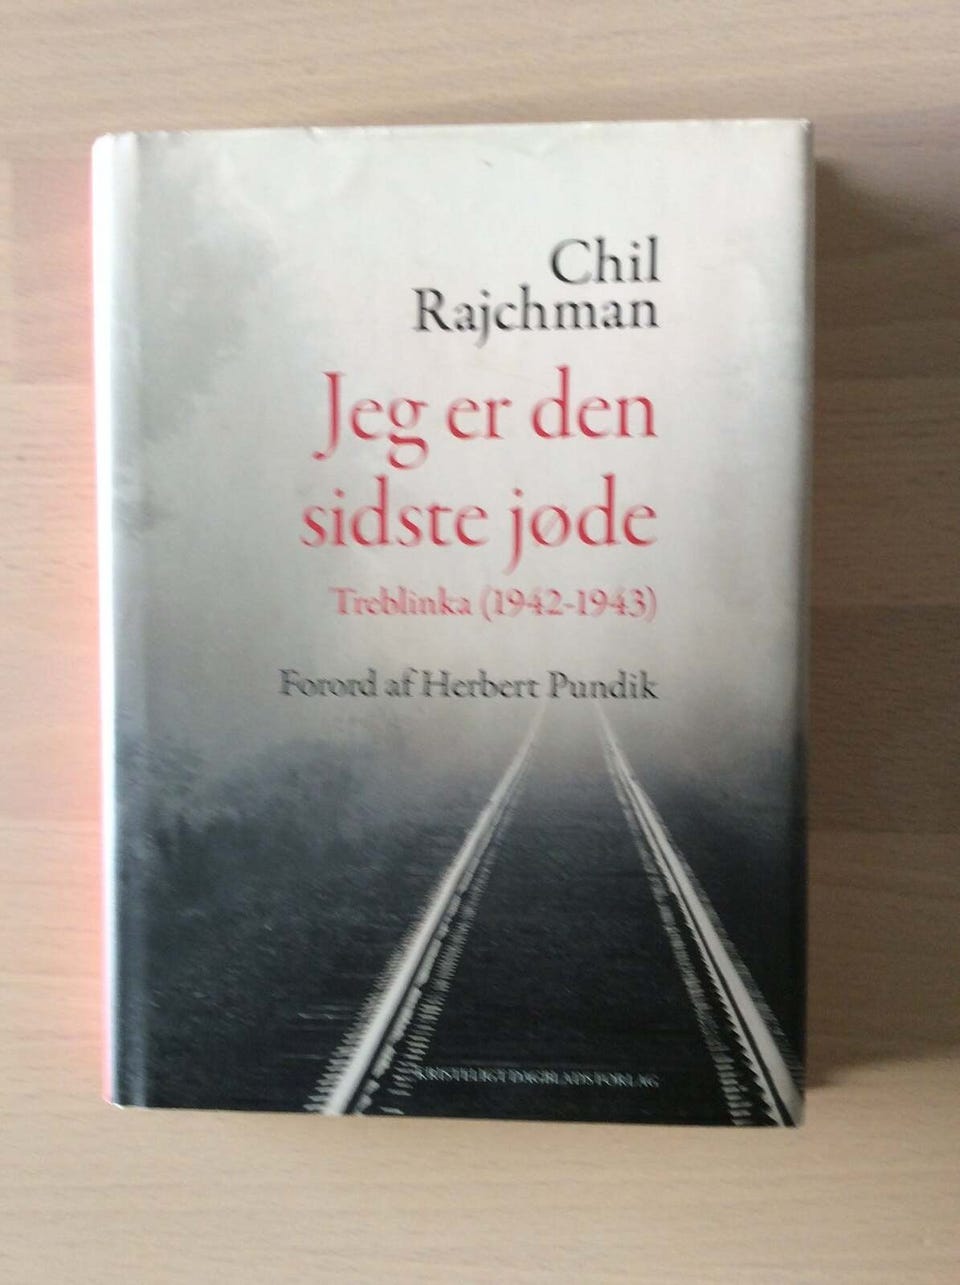 Chil
Rajchman
Jeg er den
sidste jøde
Treblinka (1942-1943)
Forord af Herbert Pundik
KRISTELIGT DAGBLADS FORLAG